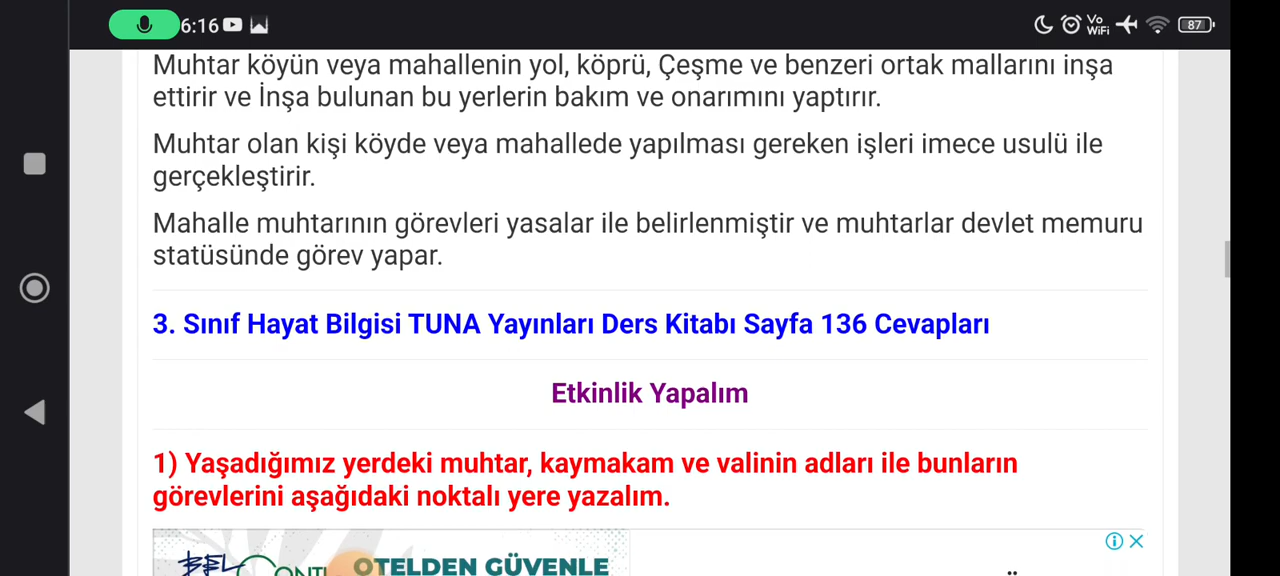 6:16
Vo
WiFi
87
Muhtar köyün veya mahallenin yol, köprü, Çeşme ve benzeri ortak mallarını inşa
ettirir ve İnşa bulunan bu yerlerin bakım ve onarımını yaptırır.
Muhtar olan kişi köyde veya mahallede yapılması gereken işleri imece usulü ile
gerçekleştirir.
Mahalle muhtarının görevleri yasalar ile belirlenmiştir ve muhtarlar devlet memuru
statüsünde görev yapar.
3. Sınıf Hayat Bilgisi TUNA Yayınları Ders Kitabı Sayfa 136 Cevapları
Etkinlik Yapalım
1) Yaşadığımız yerdeki muhtar, kaymakam ve valinin adları ile bunların
görevlerini aşağıdaki noktalı yere yazalım.
OTELDEN GÜVENLE